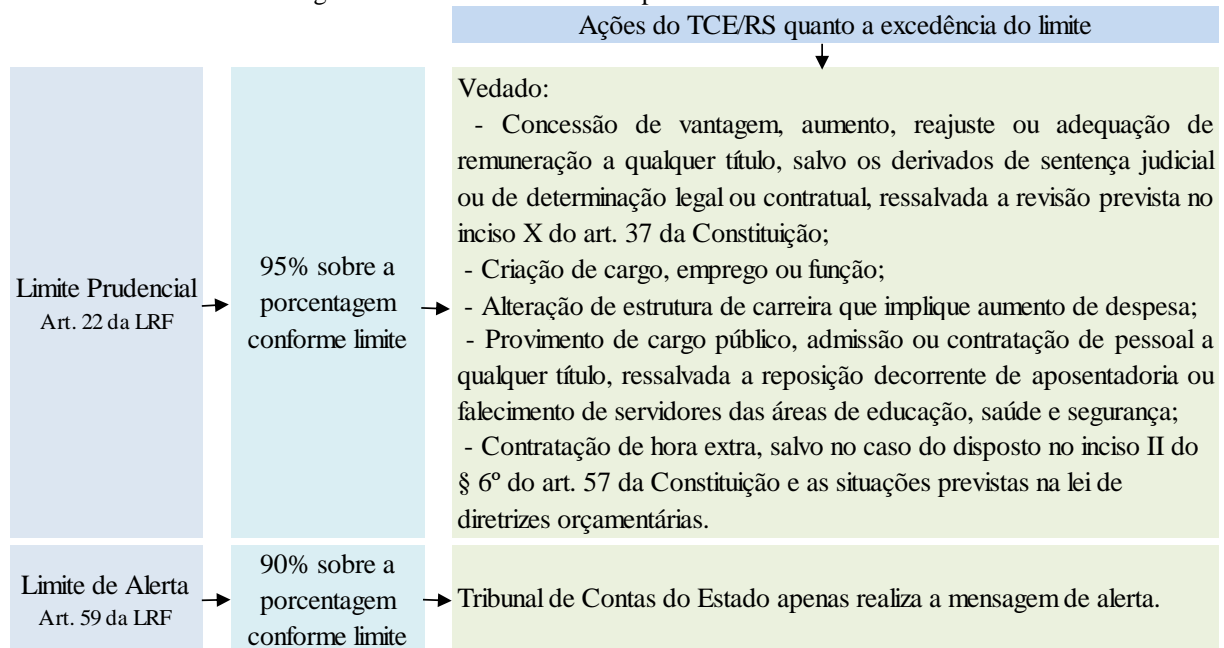 Ações do TCE/RS quanto a excedência do limite
Limite Prudencial
Art. 22 da LRF
95% sobre a
porcentagem
conforme limite
Vedado:
- Concessão de vantagem, aumento, reajuste ou adequação de
remuneração a qualquer título, salvo os derivados de sentença judicial
ou de determinação legal ou contratual, ressalvada a revisão prevista no
inciso X do art. 37 da Constituição;
- Criação de cargo, emprego ou função;
- Alteração de estrutura de carreira que implique aumento de despesa;
- Provimento de cargo público, admissão ou contratação de pessoal a
qualquer título, ressalvada a reposição decorrente de aposentadoria ou
falecimento de servidores das áreas de educação, saúde e segurança;
- Contratação de hora extra, salvo no caso do disposto no inciso II do
§ 6º do art. 57 da Constituição e as situações previstas na lei de
diretrizes orçamentárias.
Limite de Alerta
Art. 59 da LRF
90% sobre a
porcentagem
conforme limite
Tribunal de Contas do Estado apenas realiza a mensagem de alerta.